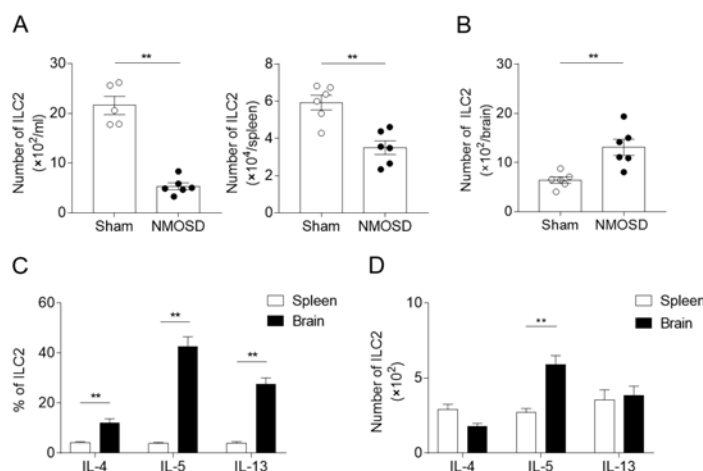 A
B
**
**
**
Number of ILC2
(×10²/ml)
30
20
10
0
Sham NMOSD
Number of ILC2
(×10⁴/spleen)
8
6
4
2
0
Sham NMOSD
Number of ILC2
(×10²/brain)
30
20
10
0
Sham NMOSD
C
D
% of ILC2
60
40
20
0
Spleen
Brain
**
**
**
IL-4 IL-5 IL-13
Number of ILC2
(×10²)
10
5
0
Spleen
Brain
**
IL-4 IL-5 IL-13